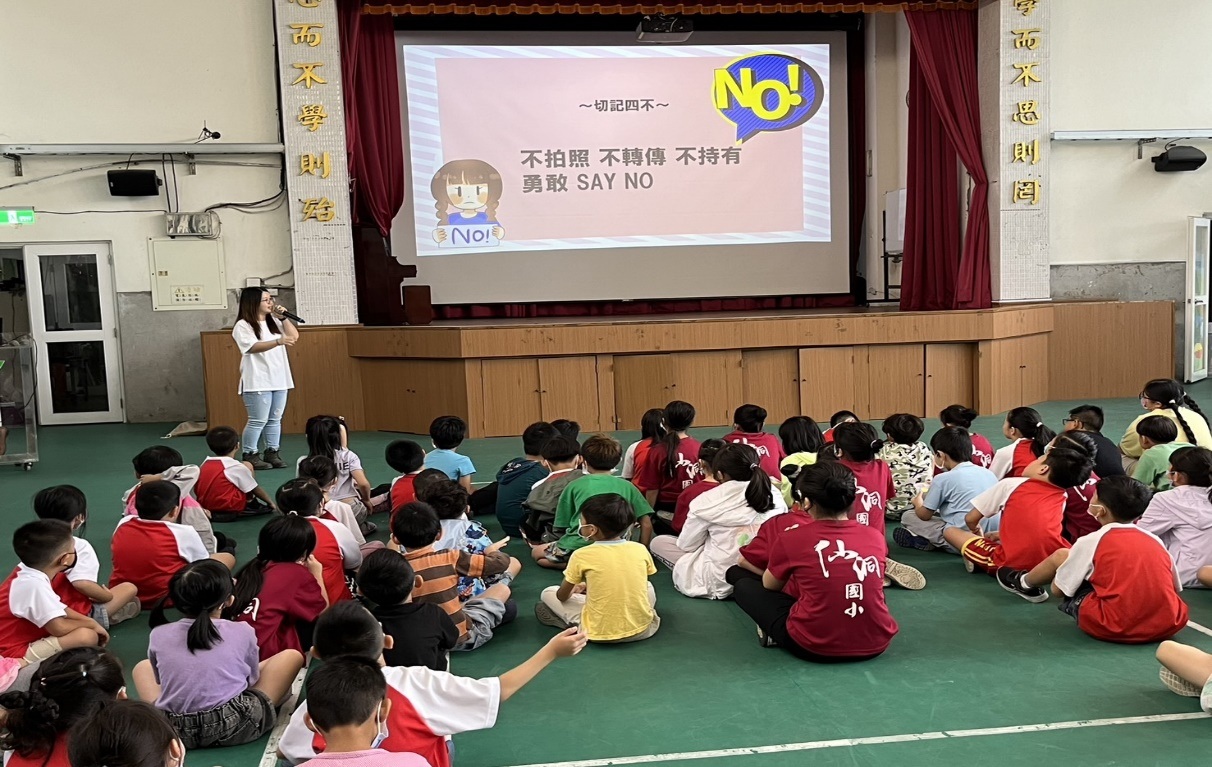 而不學則殆
～切記四不～
NO!
不拍照 不轉傳 不持有
勇敢 SAY NO
NO!
學而不思則罔
仙洞
國小